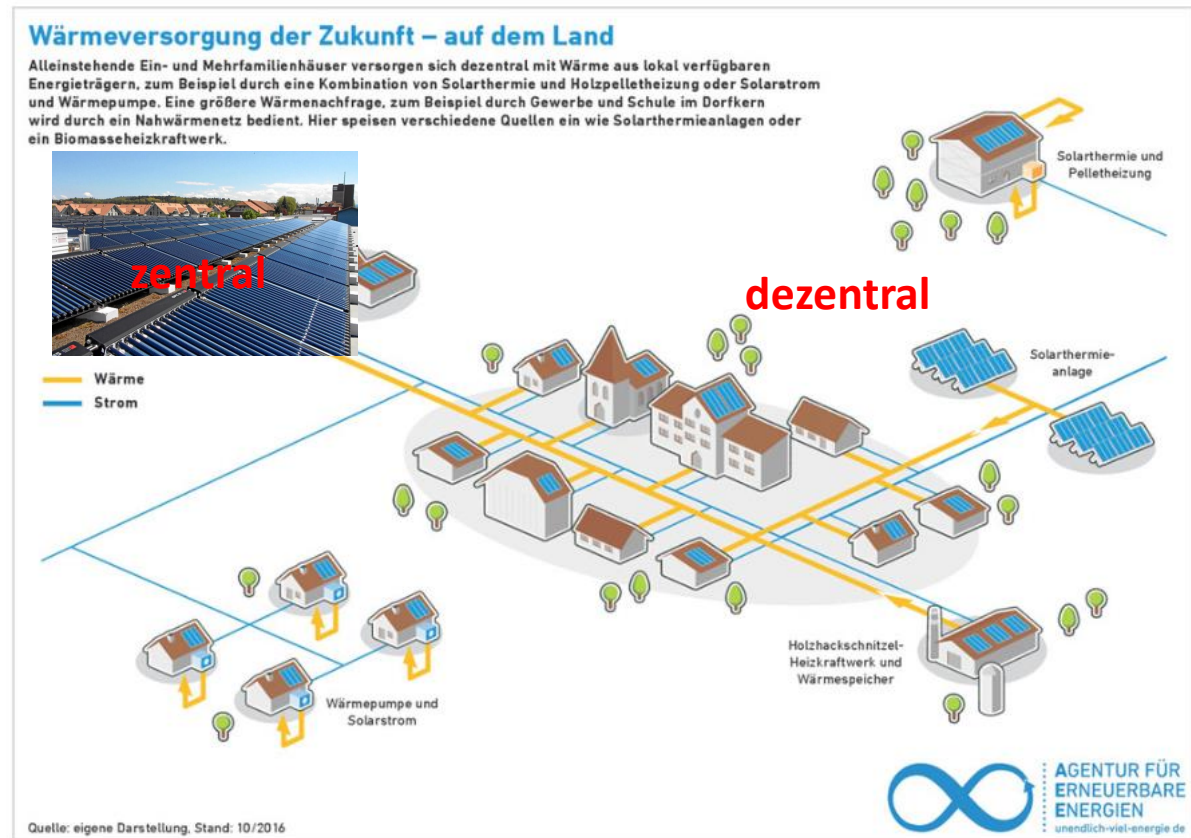 Wärmeversorgung der Zukunft – auf dem Land
Alleinstehende Ein- und Mehrfamilienhäuser versorgen sich dezentral mit Wärme aus lokal verfügbaren
Energieträgern, zum Beispiel durch eine Kombination von Solarthermie und Holzpelletheizung oder Solarstrom
und Wärmepumpe. Eine größere Wärmenachfrage, zum Beispiel durch Gewerbe und Schule im Dorfkern
wird durch ein Nahwärmenetz bedient. Hier speisen verschiedene Quellen ein wie Solarthermieanlagen oder
ein Biomasseheizkraftwerk.
Solarthermie und
Pelletheizung
zentral
dezentral
Solarthermie-
anlage
Wärme
Strom
Holzhackschnitzel-
Heizkraftwerk und
Wärmespeicher
Wärmepumpe und
Solarstrom
AGENTUR FÜR
ERNEUERBARE
ENERGIEN
unendlich-viel-energie.de
Quelle: eigene Darstellung, Stand: 10/2016